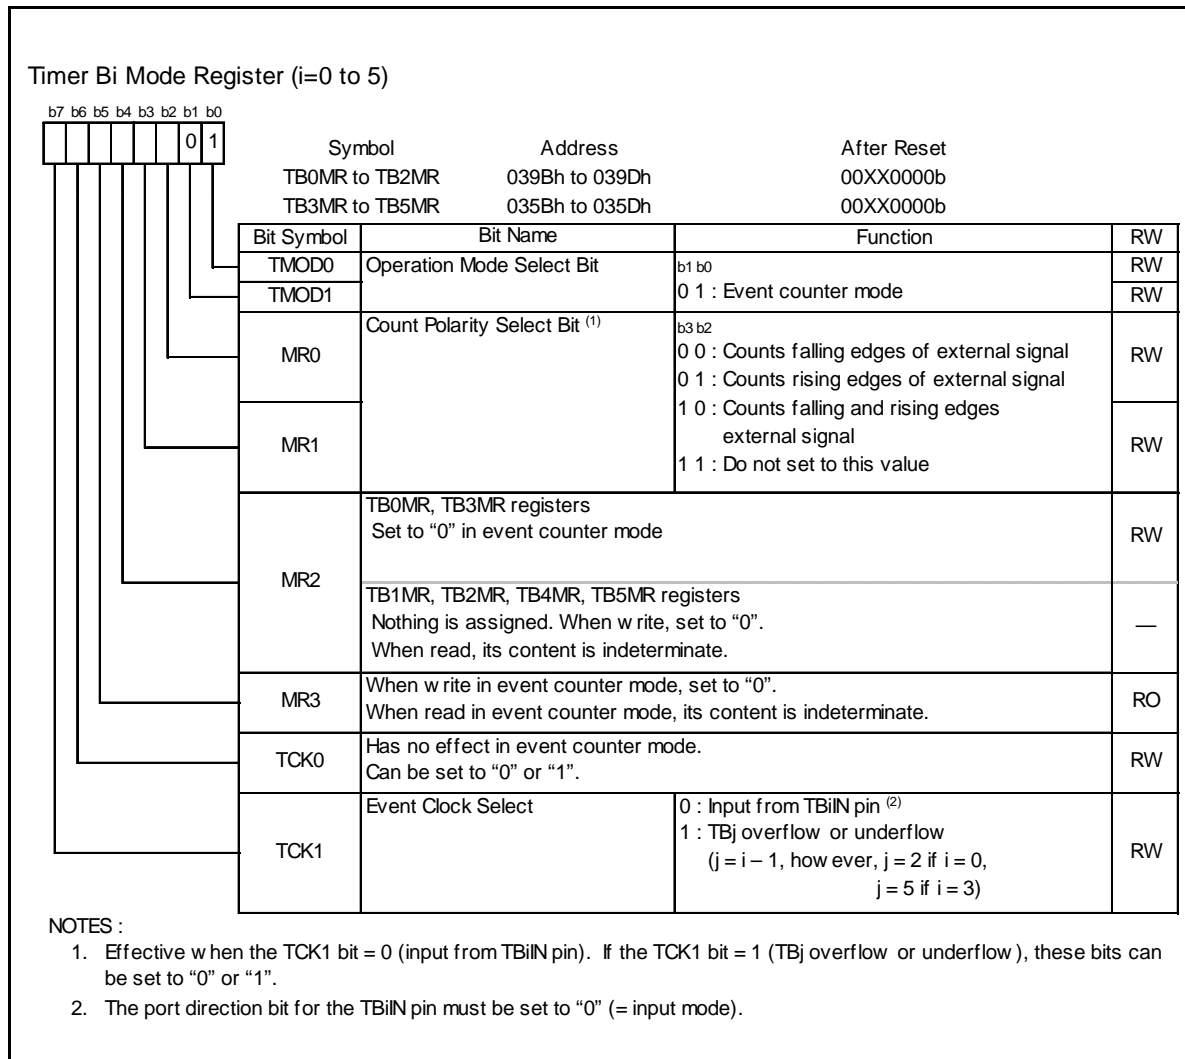 Timer Bi Mode Register (i=0 to 5)
b7 b6 b5 b4 b3 b2 b1 b0
0 1
Symbol Address After Reset
TB0MR to TB2MR 039Bh to 039Dh 00XX0000b
TB3MR to TB5MR 035Bh to 035Dh 00XX0000b
Bit Symbol Bit Name Function RW
TMOD0 Operation Mode Select Bit b1 b0 RW
TMOD1 0 1 : Event counter mode RW
Count Polarity Select Bit (1) b3 b2
MR0 0 0 : Counts falling edges of external signal RW
0 1 : Counts rising edges of external signal
1 0 : Counts falling and rising edges
external signal
MR1 RW
1 1 : Do not set to this value
TB0MR, TB3MR registers
Set to “0” in event counter mode RW
MR2
TB1MR, TB2MR, TB4MR, TB5MR registers
Nothing is assigned. When write, set to “0”. —
When read, its content is indeterminate.
MR3 When write in event counter mode, set to “0”. RO
When read in event counter mode, its content is indeterminate.
TCK0 Has no effect in event counter mode. RW
Can be set to “0” or “1”.
Event Clock Select 0 : Input from TBiIN pin (2)
1 : TBj overflow or underflow
TCK1 (j = i – 1, however, j = 2 if i = 0, RW
j = 5 if i = 3)
NOTES :
1. Effective when the TCK1 bit = 0 (input from TBiIN pin). If the TCK1 bit = 1 (TBj overflow or underflow), these bits can
be set to “0” or “1”.
2. The port direction bit for the TBiIN pin must be set to “0” (= input mode).